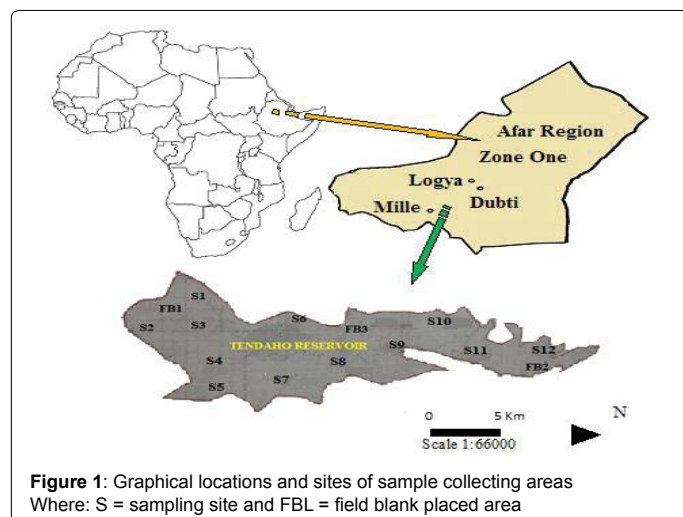 Afar Region
Zone One
Logya
Dubti
Mille
S1
FB1
S2
S3
S6
FB3
S10
TENDAHO RESERVOIR
S9
S4
S8
S11
S12
S5
S7
FB2
0 5 Km
N
Scale 1:66000
Figure 1: Graphical locations and sites of sample collecting areas
Where: S = sampling site and FBL = field blank placed area